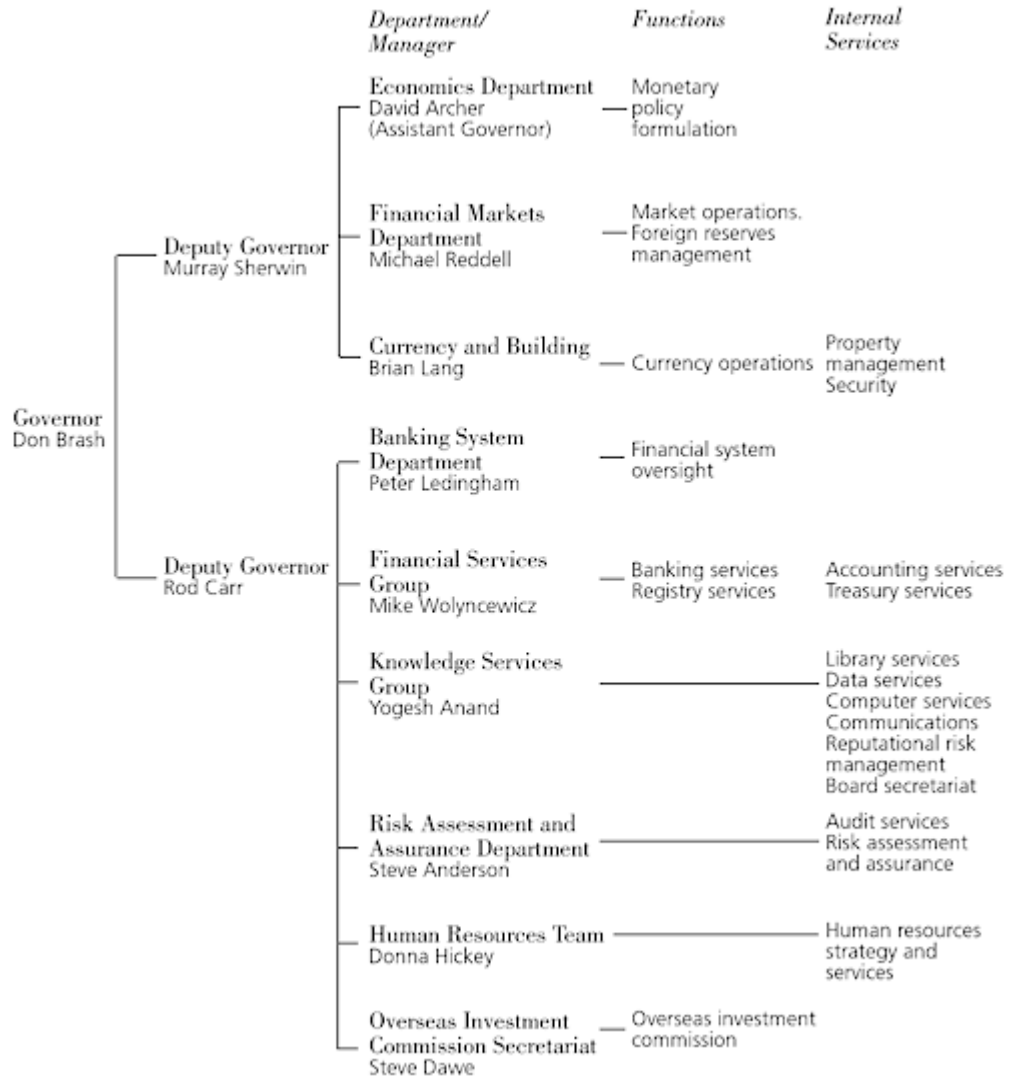 Department/
Manager
Functions
Internal
Services
Economics Department
David Archer
(Assistant Governor)
Monetary
policy
formulation
Financial Markets
Department
Michael Reddell
Market operations.
Foreign reserves
management
Deputy Governor
Murray Sherwin
Currency and Building
Brian Lang
Currency operations
Property
management
Security
Governor
Don Brash
Banking System
Department
Peter Ledingham
Financial system
oversight
Deputy Governor
Rod Carr
Financial Services
Group
Mike Wolyncewicz
Banking services
Registry services
Accounting services
Treasury services
Knowledge Services
Group
Yogesh Anand
Library services
Data services
Computer services
Communications
Reputational risk
management
Board secretariat
Risk Assessment and
Assurance Department
Steve Anderson
Audit services
Risk assessment
and assurance
Human Resources Team
Donna Hickey
Human resources
strategy and
services
Overseas Investment
Commission Secretariat
Steve Dawe
Overseas investment
commission